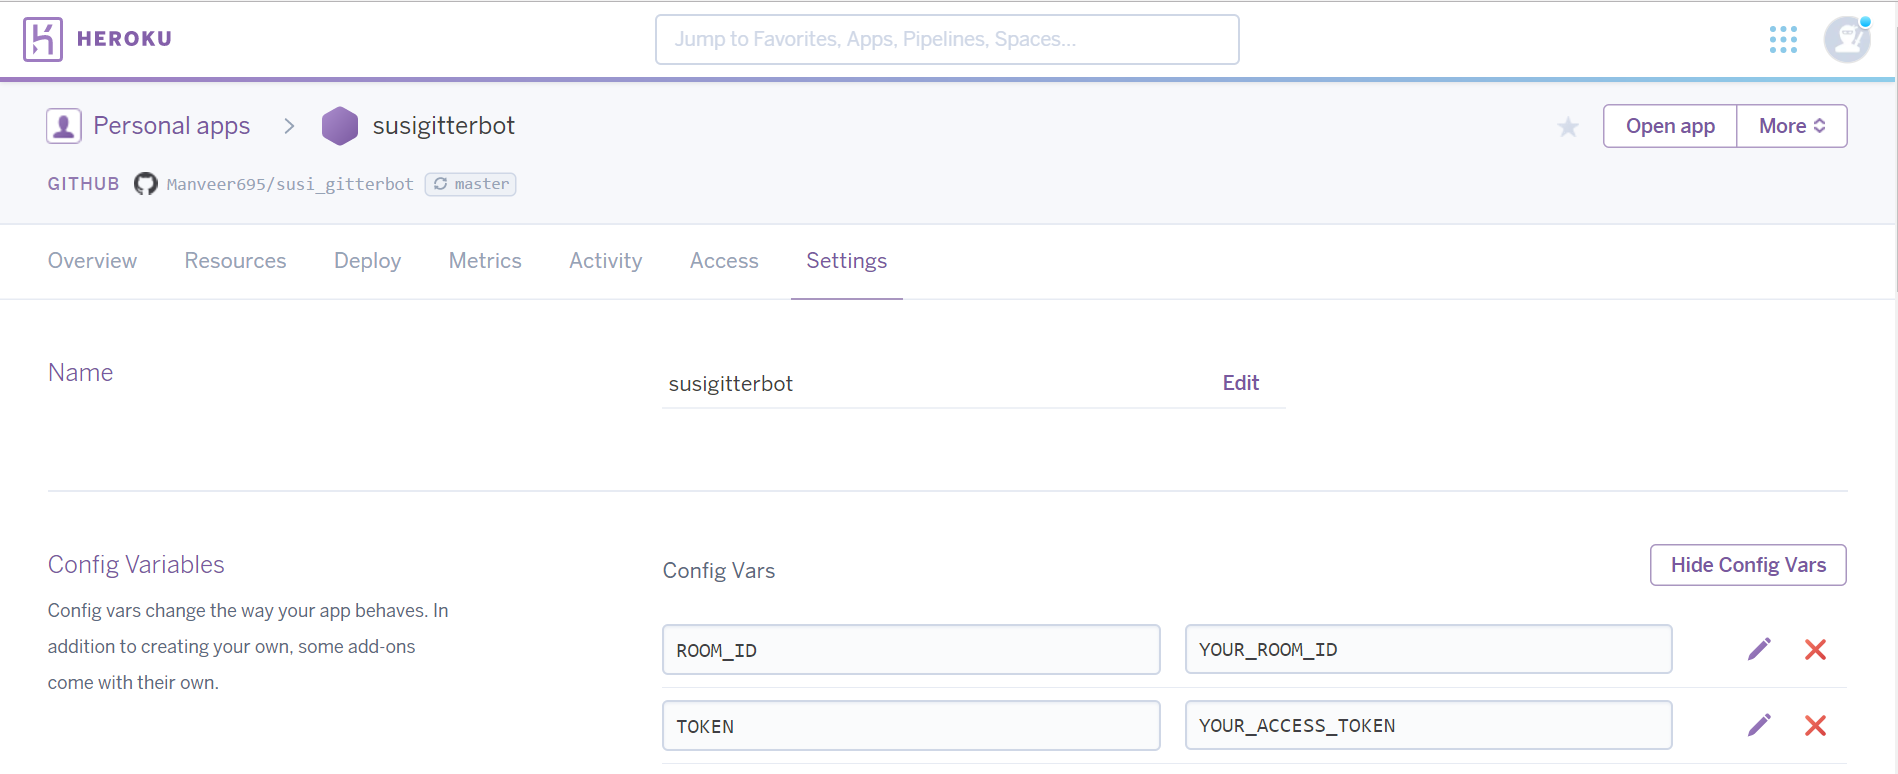 HEROKU
Jump to Favorites, Apps, Pipelines, Spaces...
Personal apps > susigitterbot
Open app
More
GITHUB Manveer695/susi_gitterbot master
Overview Resources Deploy Metrics Activity Access Settings
Name
susigitterbot
Edit
Config Variables
Config vars change the way your app behaves. In
addition to creating your own, some add-ons
come with their own.
Config Vars
Hide Config Vars
ROOM_ID YOUR_ROOM_ID
TOKEN YOUR_ACCESS_TOKEN